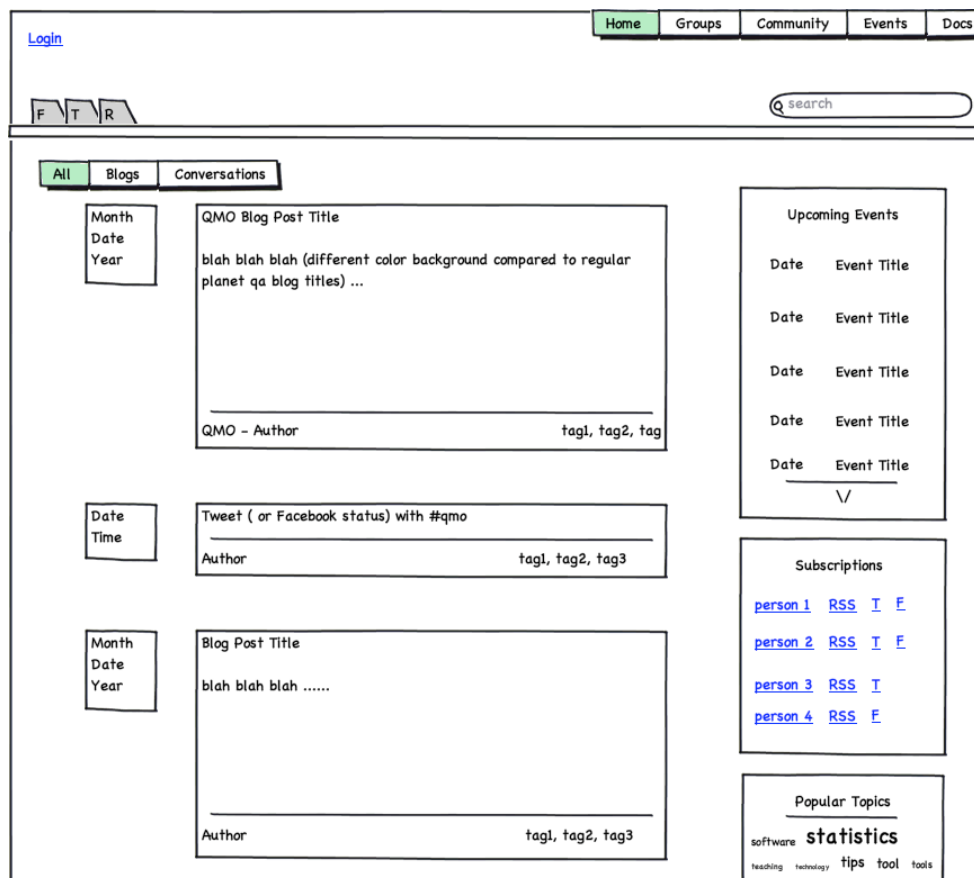 Login
Home Groups Community Events Docs
F T R
search
All Blogs Conversations
Month
Date
Year
QMO Blog Post Title
blah blah blah (different color background compared to regular
planet qa blog titles) ...
QMO - Author tag1, tag2, tag
Date
Time
Tweet ( or Facebook status) with #qmo
Author tag1, tag2, tag3
Month
Date
Year
Blog Post Title
blah blah blah ......
Author tag1, tag2, tag3
Upcoming Events
Date Event Title
Date Event Title
Date Event Title
Date Event Title
Date Event Title
\/
Subscriptions
person 1 RSS T F
person 2 RSS T F
person 3 RSS T
person 4 RSS F
Popular Topics
software statistics
teaching technology tips tool tools